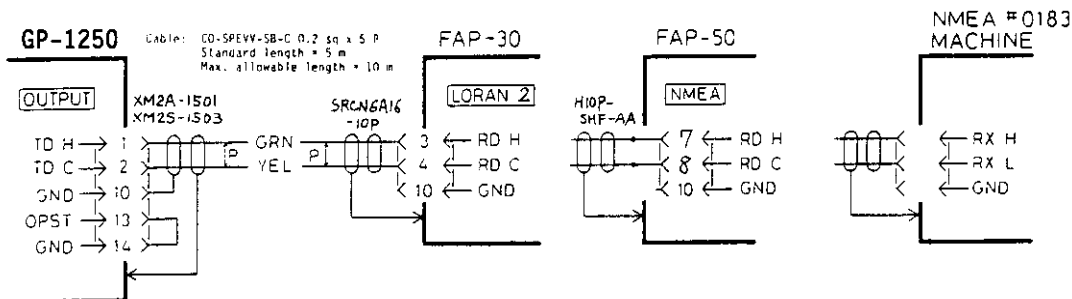 GP-1250
Cable: CO-SPEVV-SB-C 0.2 sq x 5 P
Standard length = 5 m
Max. allowable length = 10 m
FAP-30
FAP-50
NMEA #0183
MACHINE
OUTPUT
XM2A-1501
XM2S-1503
TD H 1
TD C 2
GND 10
OPST 13
GND 14
P
GRN
YEL
P
SRCN6A16
-10P
LORAN 2
3 RD H
4 RD C
10 GND
H10P-
SHF-AA
NMEA
7 RD H
8 RD C
10 GND
RX H
RX L
GND